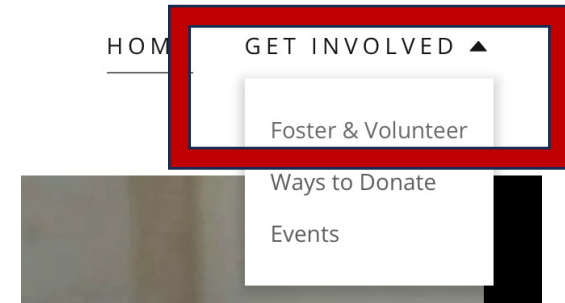 HOM GET INVOLVED ▲
Foster & Volunteer
Ways to Donate
Events